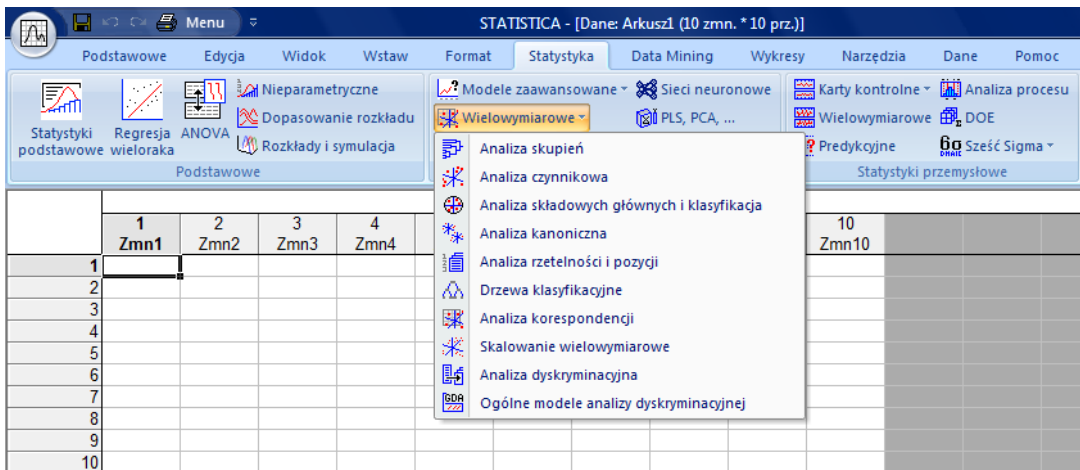 Menu STATISTICA - [Dane: Arkusz1 (10 zmn. * 10 prz.)]
Podstawowe Edycja Widok Wstaw Format Statystyka Data Mining Wykresy Narzędzia Dane Pomoc
Nieparametryczne Modele zaawansowane Sieci neuronowe Karty kontrolne Analiza procesu
Statystyki podstawowe Regresja wieloraka ANOVA Dopasowanie rozkładu Wielowymiarowe PLS, PCA, ... Wielowymiarowe DOE
Rozkłady i symulacja Predykcyjne Sześć Sigma
Podstawowe Statystyki przemysłowe
Analiza skupień
Analiza czynnikowa
Analiza składowych głównych i klasyfikacja
Analiza kanoniczna
Analiza rzetelności i pozycji
Drzewa klasyfikacyjne
Analiza korespondencji
Skalowanie wielowymiarowe
Analiza dyskryminacyjna
GDA Ogólne modele analizy dyskryminacyjnej
1 2 3 4 10
Zmn1 Zmn2 Zmn3 Zmn4 Zmn10
1
2
3
4
5
6
7
8
9
10